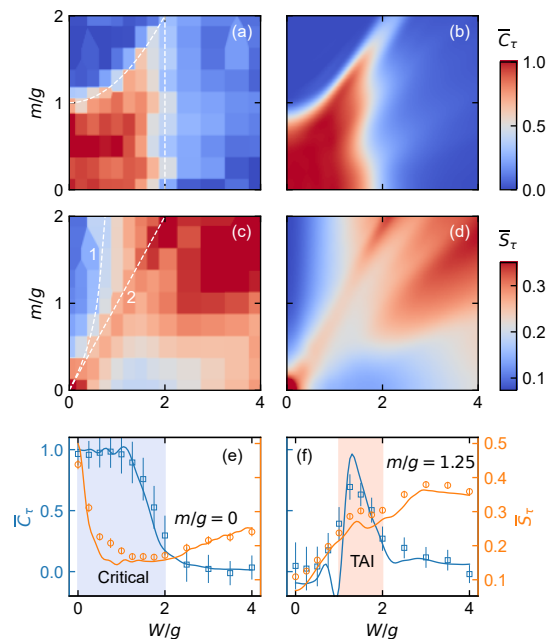 (a)
(b)
C̅τ
m/g
2
1
0
1.0
0.5
0.0
(c)
(d)
S̅τ
m/g
2
1
0
1
2
0
2
4
0
2
4
0.3
0.2
0.1
C̅τ
1.0
0.5
0.0
(e)
m/g = 0
Critical
0
2
4
W/g
(f)
m/g = 1.25
TAI
0
2
4
W/g
0.5
0.4
0.3
0.2
0.1
S̅τ